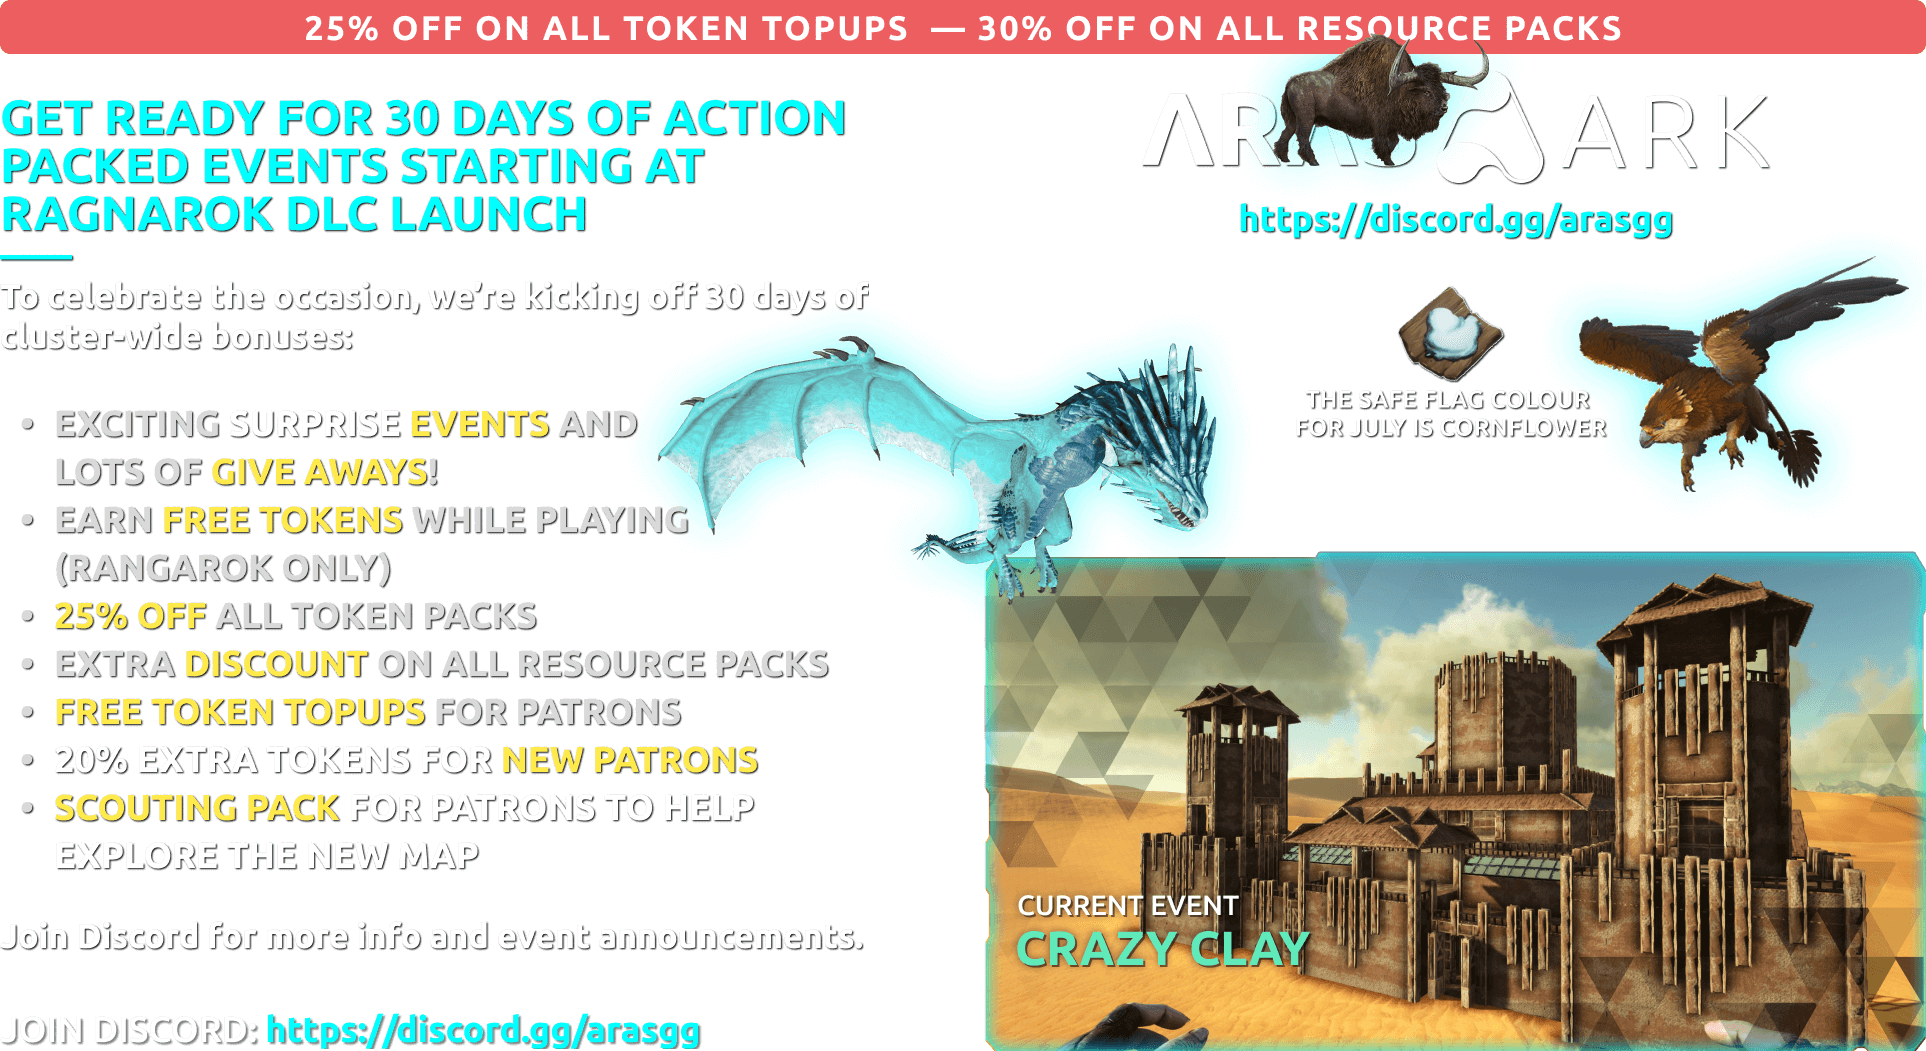 25% OFF ON ALL TOKEN TOPUPS — 30% OFF ON ALL RESOURCE PACKS
GET READY FOR 30 DAYS OF ACTION
PACKED EVENTS STARTING AT
RAGNAROK DLC LAUNCH
To celebrate the occasion, we're kicking off 30 days of
cluster-wide bonuses:
• EXCITING SURPRISE EVENTS AND
LOTS OF GIVE AWAYS!
• EARN FREE TOKENS WHILE PLAYING
(RANGAROK ONLY)
• 25% OFF ALL TOKEN PACKS
• EXTRA DISCOUNT ON ALL RESOURCE PACKS
• FREE TOKEN TOPUPS FOR PATRONS
• 20% EXTRA TOKENS FOR NEW PATRONS
• SCOUTING PACK FOR PATRONS TO HELP
EXPLORE THE NEW MAP
Join Discord for more info and event announcements.
JOIN DISCORD: https://discord.gg/arasgg
ARAS ARK
https://discord.gg/arasgg
THE SAFE FLAG COLOUR
FOR JULY IS CORNFLOWER
CURRENT EVENT
CRAZY CLAY